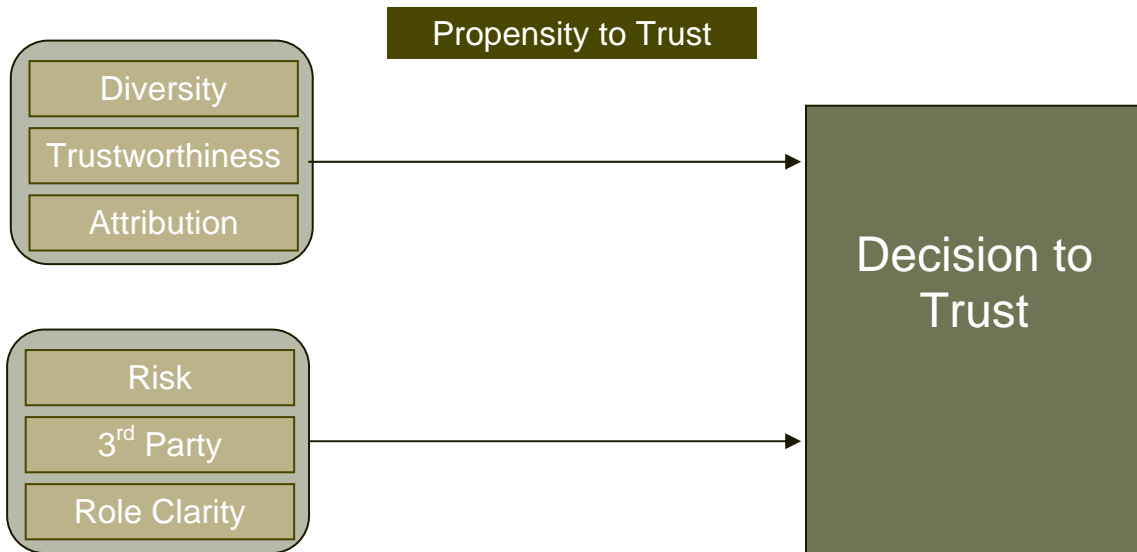 Propensity to Trust
Diversity
Trustworthiness
Attribution
Decision to
Trust
Risk
3rd Party
Role Clarity